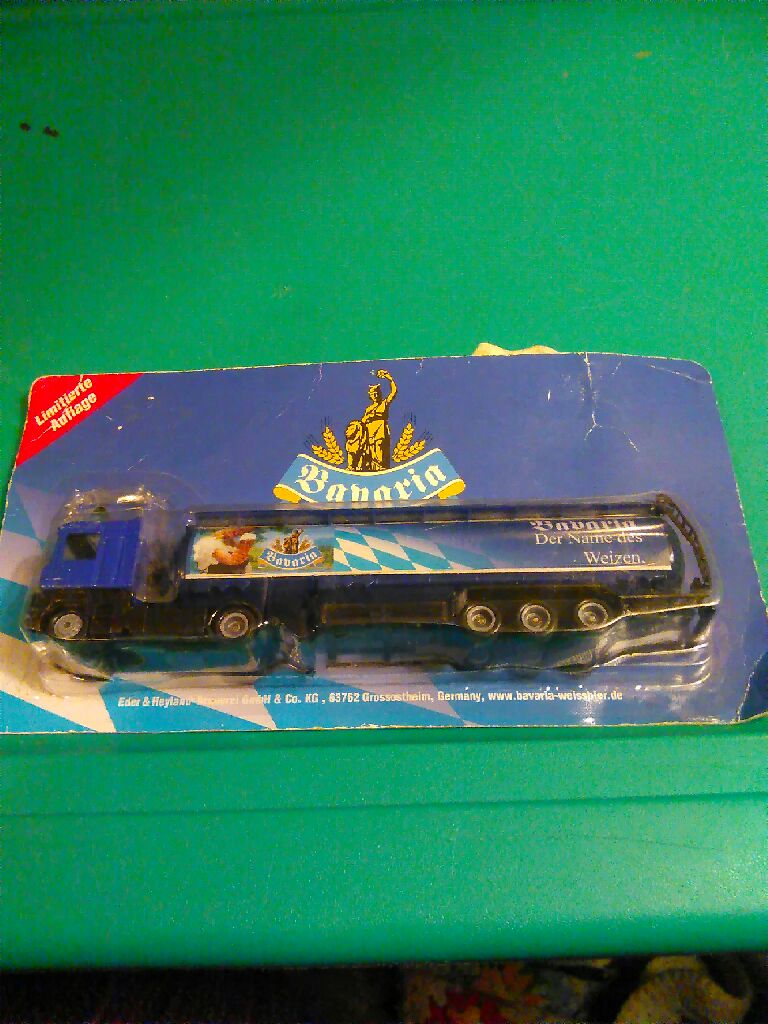 Limitierte
Auflage
Bavaria
Bavaria
Bavaria
Der Name des
Weizen.
Eder & Heyland Brauerei GmbH & Co. KG , 63762 Grossostheim, Germany, www.bavaria-weissbier.de